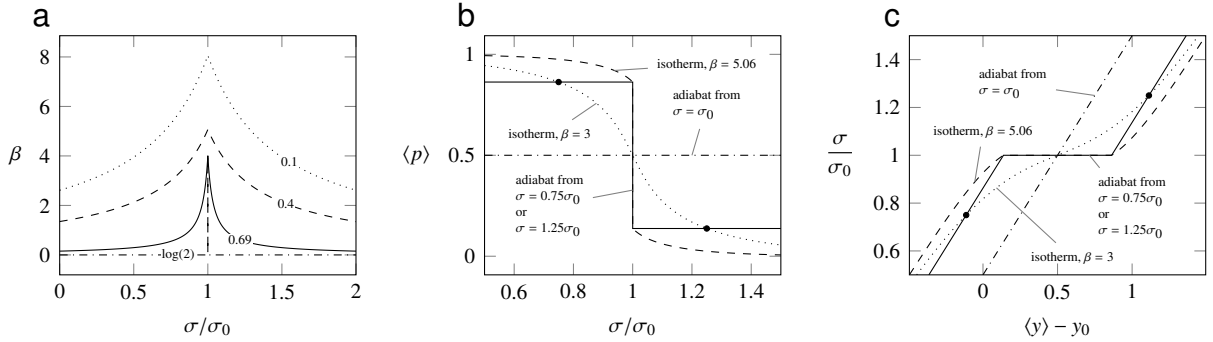 a
β
8
6
4
2
0
0.1
0.4
0.69
log(2)
0
0.5
1
1.5
2
σ/σ₀
b
⟨p⟩
1
0.5
0
isotherm, β = 5.06
adiabat from
σ = σ₀
isotherm, β = 3
adiabat from
σ = 0.75σ₀
or
σ = 1.25σ₀
0.6
0.8
1
1.2
1.4
σ/σ₀
c
σ
σ₀
1.4
1.2
1
0.8
0.6
adiabat from
σ = σ₀
isotherm, β = 5.06
adiabat from
σ = 0.75σ₀
or
σ = 1.25σ₀
isotherm, β = 3
0
0.5
1
⟨y⟩ − y₀